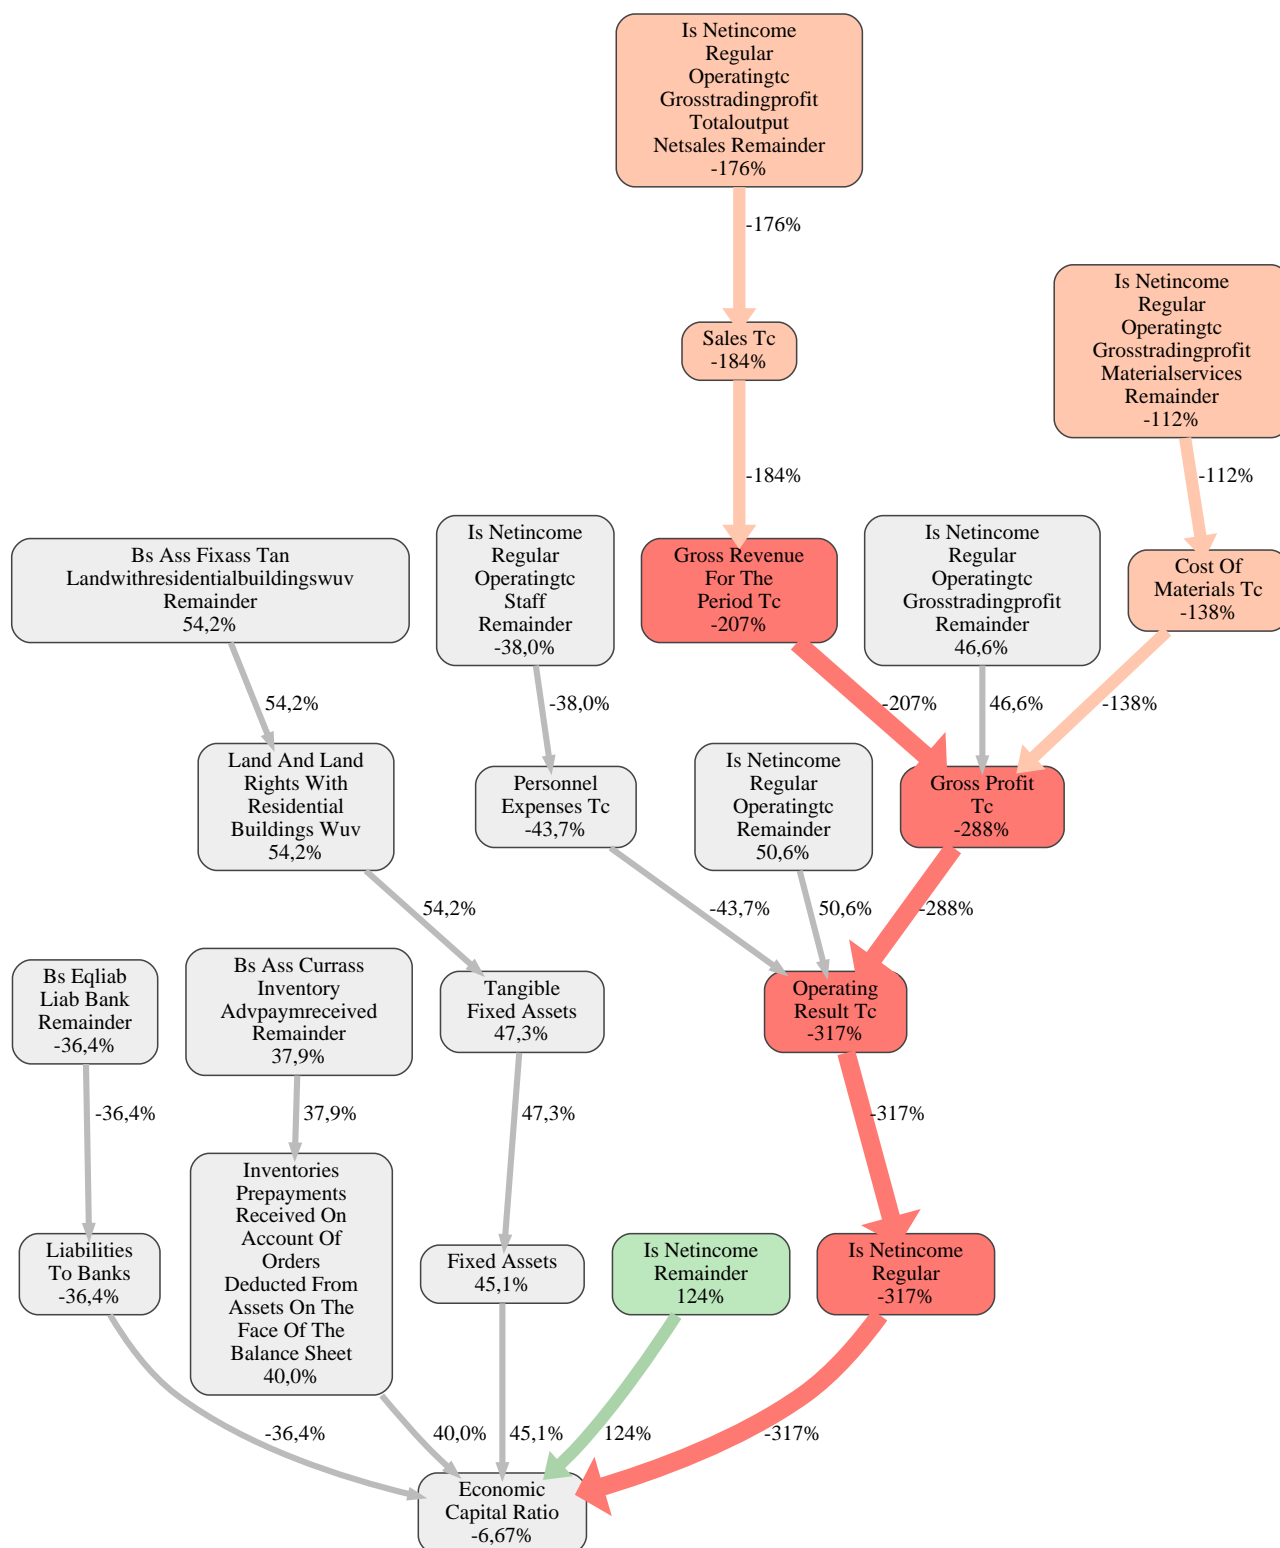 Is Netincome
Regular
Operatingtc
Grosstradingprofit
Totaloutput
Netsales Remainder
-176%
-176%
Sales Tc
-184%
Is Netincome
Regular
Operatingtc
Grosstradingprofit
Materialservices
Remainder
-112%
-184%
-112%
Bs Ass Fixass Tan
Landwithresidentialbuildingswuv
Remainder
54,2%
Is Netincome
Regular
Operatingtc
Staff
Remainder
-38,0%
Gross Revenue
For The
Period Tc
-207%
Is Netincome
Regular
Operatingtc
Grosstradingprofit
Remainder
46,6%
Cost Of
Materials Tc
-138%
54,2%
-38,0%
-207%
46,6%
-138%
Land And Land
Rights With
Residential
Buildings Wuv
54,2%
Personnel
Expenses Tc
-43,7%
Is Netincome
Regular
Operatingtc
Remainder
50,6%
Gross Profit
Tc
-288%
54,2%
-43,7%
50,6%
-288%
Bs Eqliab
Liab Bank
Remainder
-36,4%
Bs Ass Currass
Inventory
Advpaymreceived
Remainder
37,9%
Tangible
Fixed Assets
47,3%
Operating
Result Tc
-317%
-36,4%
37,9%
47,3%
-317%
Liabilities
To Banks
-36,4%
Inventories
Prepayments
Received On
Account Of
Orders
Deducted From
Assets On The
Face Of The
Balance Sheet
40,0%
Fixed Assets
45,1%
Is Netincome
Remainder
124%
Is Netincome
Regular
-317%
-36,4%
40,0%
45,1%
124%
-317%
Economic
Capital Ratio
-6,67%